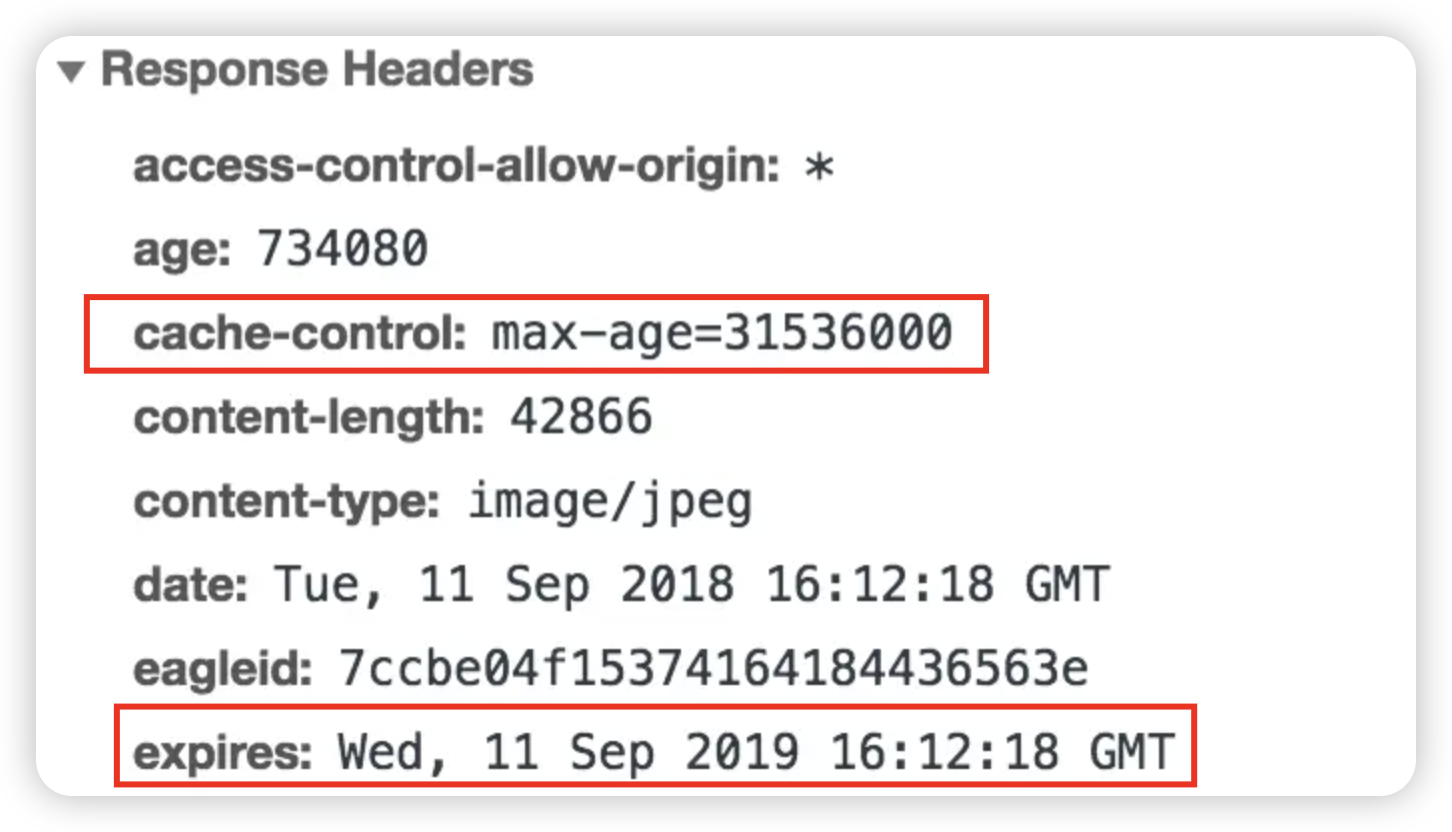 Response Headers
access-control-allow-origin: *
age: 734080
cache-control: max-age=31536000
content-length: 42866
content-type: image/jpeg
date: Tue, 11 Sep 2018 16:12:18 GMT
eagleid: 7ccbe04f15374164184436563e
expires: Wed, 11 Sep 2019 16:12:18 GMT